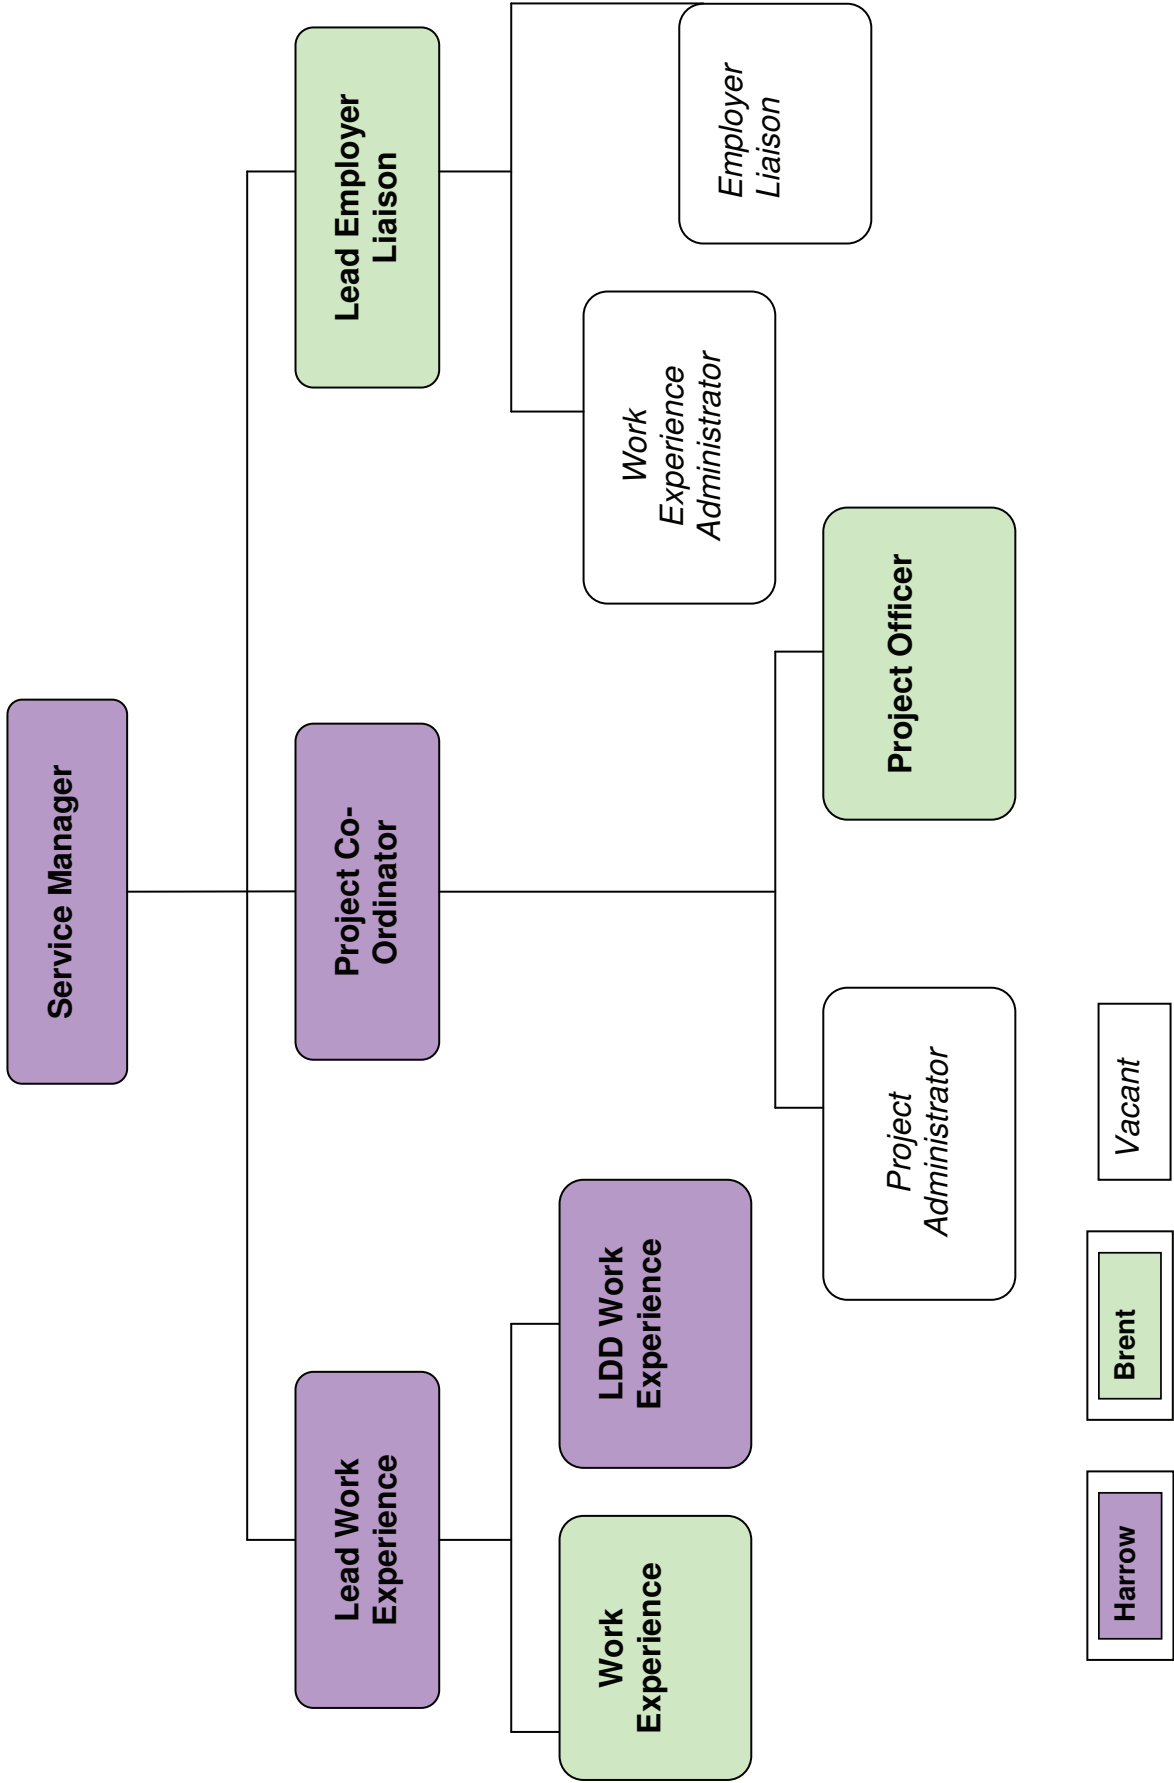 Service Manager
Lead Work
Experience
Project Co-
Ordinator
Lead Employer
Liaison
Work
Experience
LDD Work
Experience
Work
Experience
Administrator
Employer
Liaison
Project
Administrator
Project Officer
Harrow
Brent
Vacant